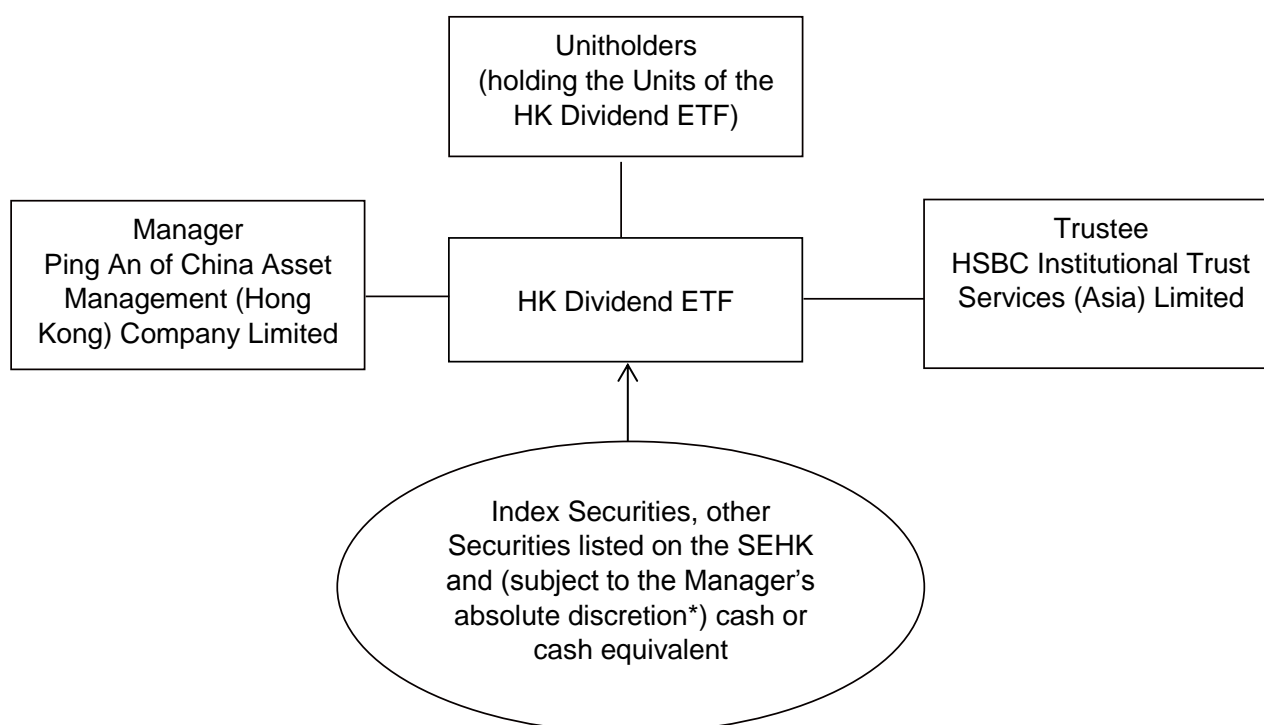 Unitholders
(holding the Units of the
HK Dividend ETF)
Manager
Ping An of China Asset
Management (Hong
Kong) Company Limited
HK Dividend ETF
Trustee
HSBC Institutional Trust
Services (Asia) Limited
Index Securities, other
Securities listed on the SEHK
and (subject to the Manager’s
absolute discretion*) cash or
cash equivalent